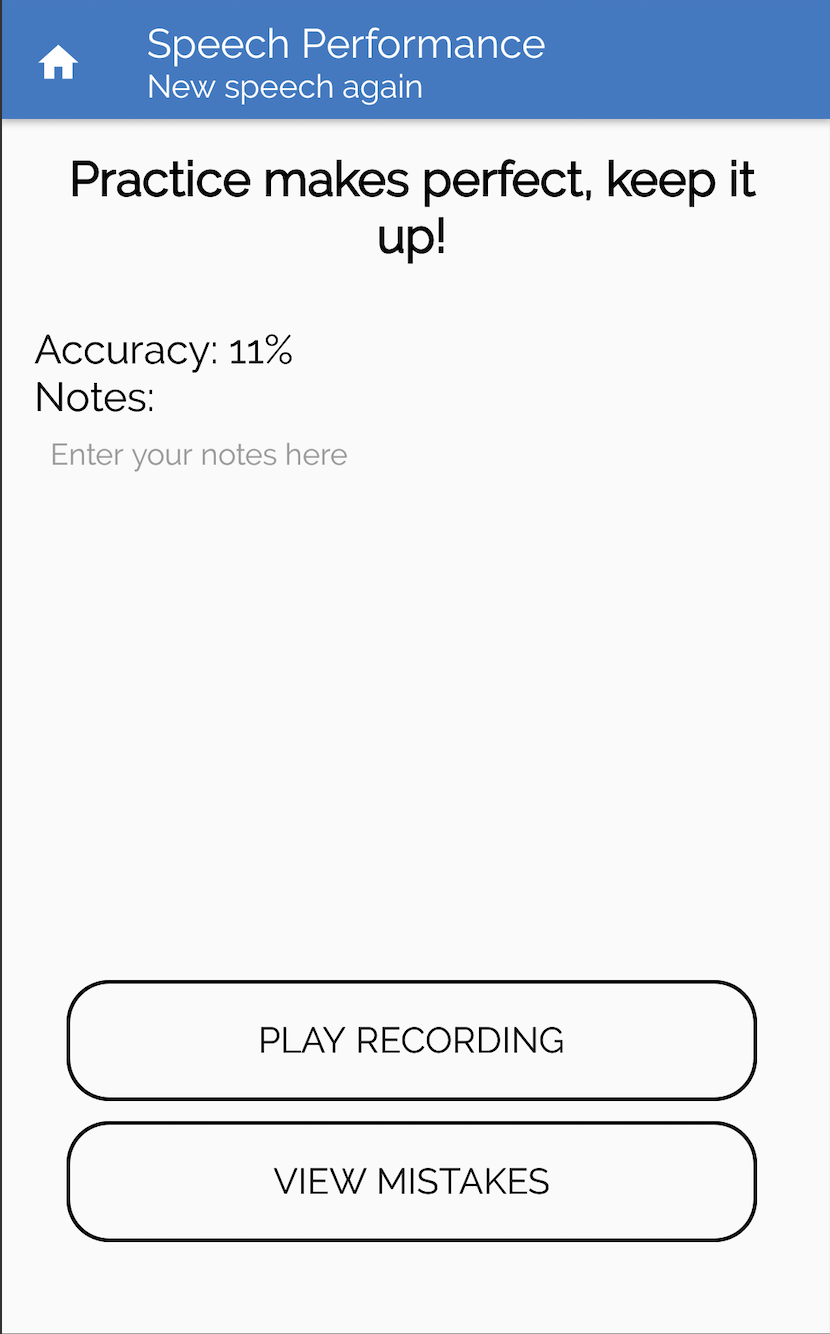 Speech Performance
New speech again
Practice makes perfect, keep it
up!
Accuracy: 11%
Notes:
Enter your notes here
PLAY RECORDING
VIEW MISTAKES